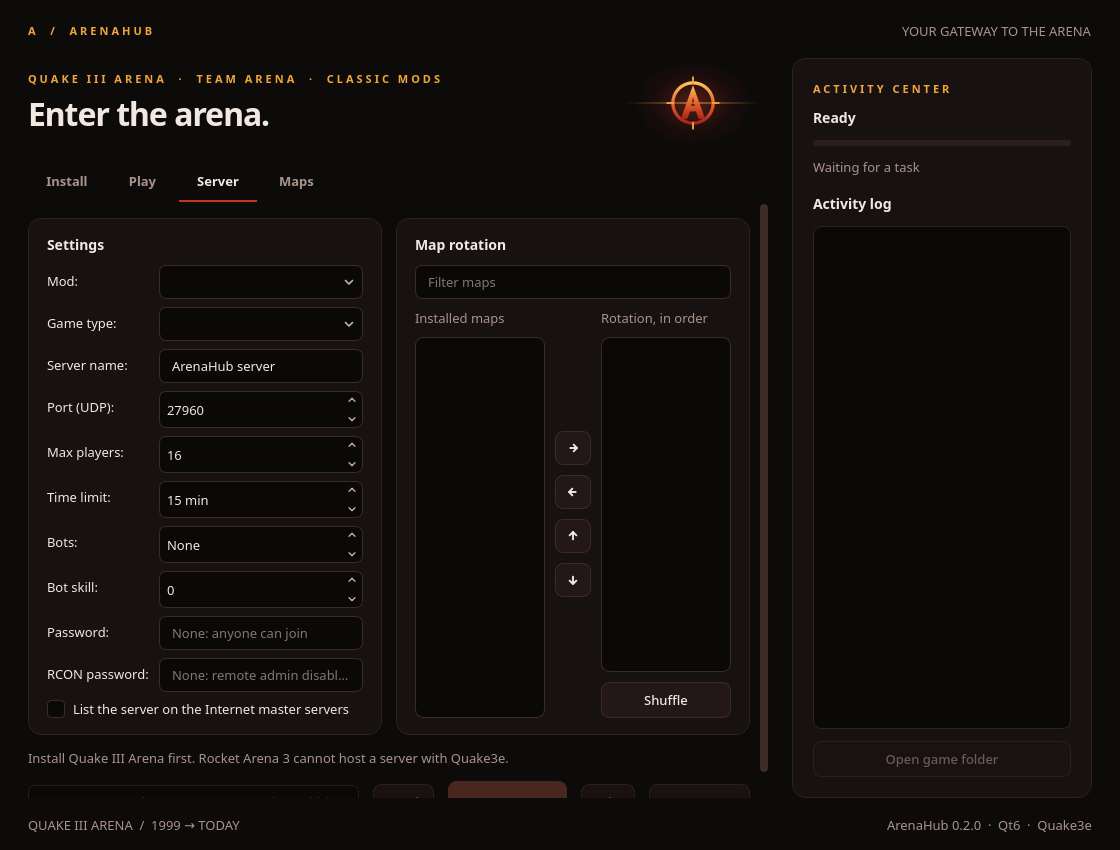 A / ARENAHUB
YOUR GATEWAY TO THE ARENA
QUAKE III ARENA · TEAM ARENA · CLASSIC MODS
Enter the arena.
Install
Play
Server
Maps
Settings
Mod:
Game type:
Server name:
ArenaHub server
Port (UDP):
27960
Max players:
16
Time limit:
15 min
Bots:
None
Bot skill:
0
Password:
None: anyone can join
RCON password:
None: remote admin disabl...
List the server on the Internet master servers
Map rotation
Filter maps
Installed maps
Rotation, in order
→
←
↑
↓
Shuffle
Install Quake III Arena first. Rocket Arena 3 cannot host a server with Quake3e.
ACTIVITY CENTER
Ready
Waiting for a task
Activity log
Open game folder
QUAKE III ARENA / 1999 → TODAY
ArenaHub 0.2.0 · Qt6 · Quake3e